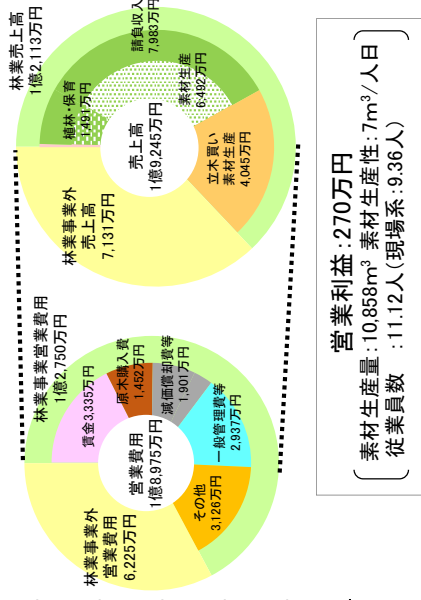 林業事業営業費用
1億2,750万円
賃金3,335万円
原木購入費
1,452万円
減価償却費等
1,901万円
一般管理費等
2,937万円
その他
3,126万円
林業事業外
営業費用
6,225万円
営業費用
1億8,975万円
林業売上高
1億2,113万円
請負収入
7,983万円
植林・保育
1,491万円
素材生産
6,492万円
立木買い
素材生産
4,045万円
林業事業外
売上高
7,131万円
売上高
1億9,245万円
営業利益:270万円
素材生産量:10,858m³ 素材生産性:7m³/人日
従業員数 :11.12人(現場系:9.36人)